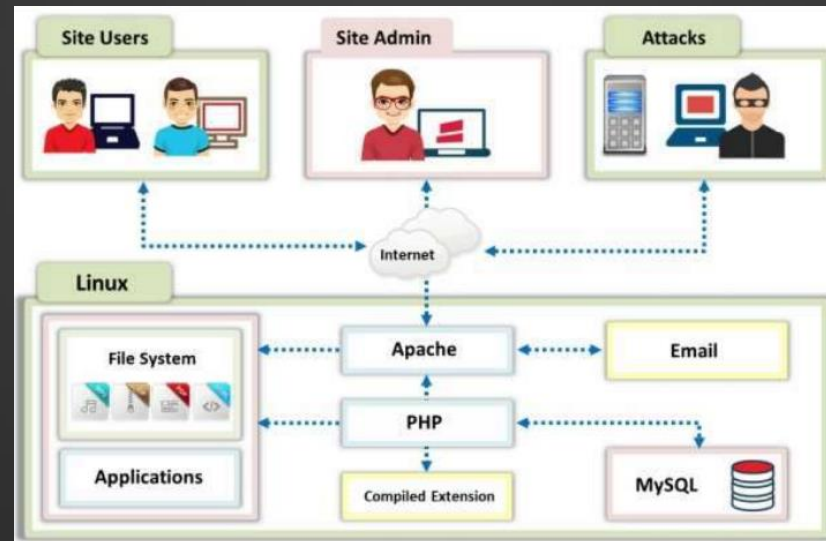 Site Users
Site Admin
Attacks
Internet
Linux
File System
Apache
Email
PHP
Applications
Compiled Extension
MySQL